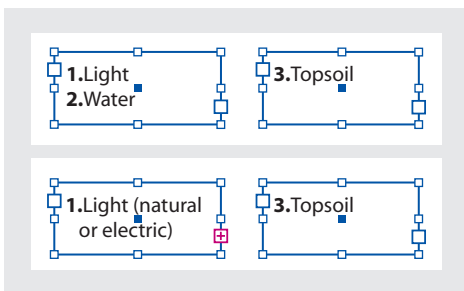 1.Light
2.Water
3.Topsoil
1.Light (natural
or electric)
3.Topsoil